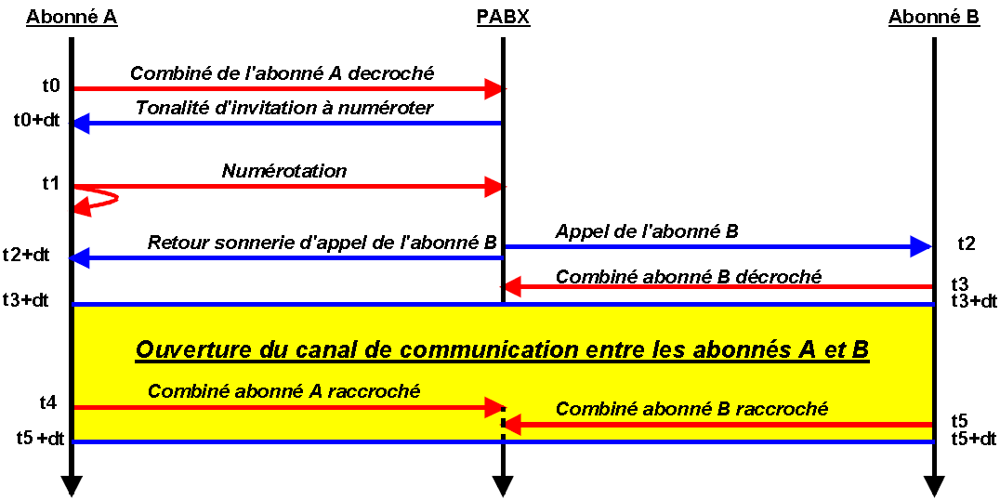 Abonné A
PABX
Abonné B
Combiné de l'abonné A decroché
t0
Tonalité d'invitation à numéroter
t0+dt
Numérotation
t1
Appel de l'abonné B
Retour sonnerie d'appel de l'abonné B
t2
t2+dt
Combiné abonné B décroché
t3
t3+dt
t3+dt
Ouverture du canal de communication entre les abonnés A et B
Combiné abonné A raccroché
t4
Combiné abonné B raccroché
t5
t5+dt
t5+dt